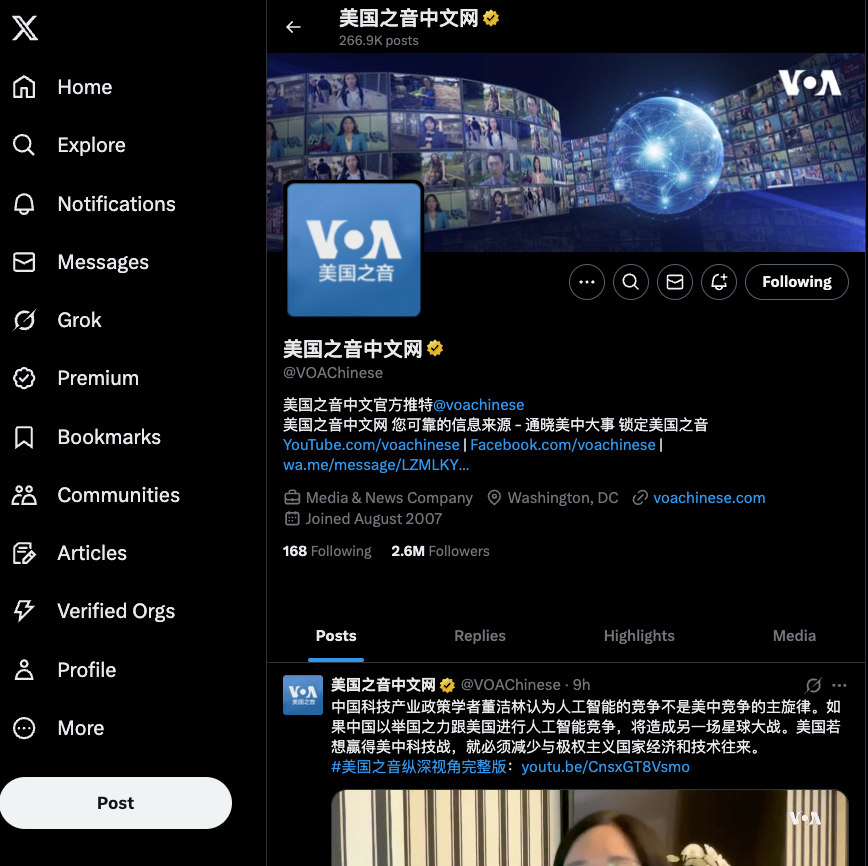 美国之音中文网
266.9K posts
Home
Explore
Notifications
Messages
Grok
Premium
Bookmarks
Communities
Articles
Verified Orgs
Profile
More
Post
VOA
VOA
美国之音
Following
美国之音中文网
@VOAChinese
美国之音中文官方推特@voachinese
美国之音中文网 您可靠的信息来源 - 通晓美中大事 锁定美国之音
YouTube.com/voachinese | Facebook.com/voachinese |
wa.me/message/LZMLKY…
Media & News Company Washington, DC voachinese.com
Joined August 2007
168 Following 2.6M Followers
Posts Replies Highlights Media
VOA
美国之音
美国之音中文网 @VOAChinese · 9h
中国科技产业政策学者董洁林认为人工智能的竞争不是美中竞争的主旋律。如
果中国以举国之力跟美国进行人工智能竞争，将造成另一场星球大战。美国若
想赢得美中科技战，就必须减少与极权主义国家经济和技术往来。
#美国之音纵深视角完整版：youtu.be/CnsxGT8Vsmo
VOA